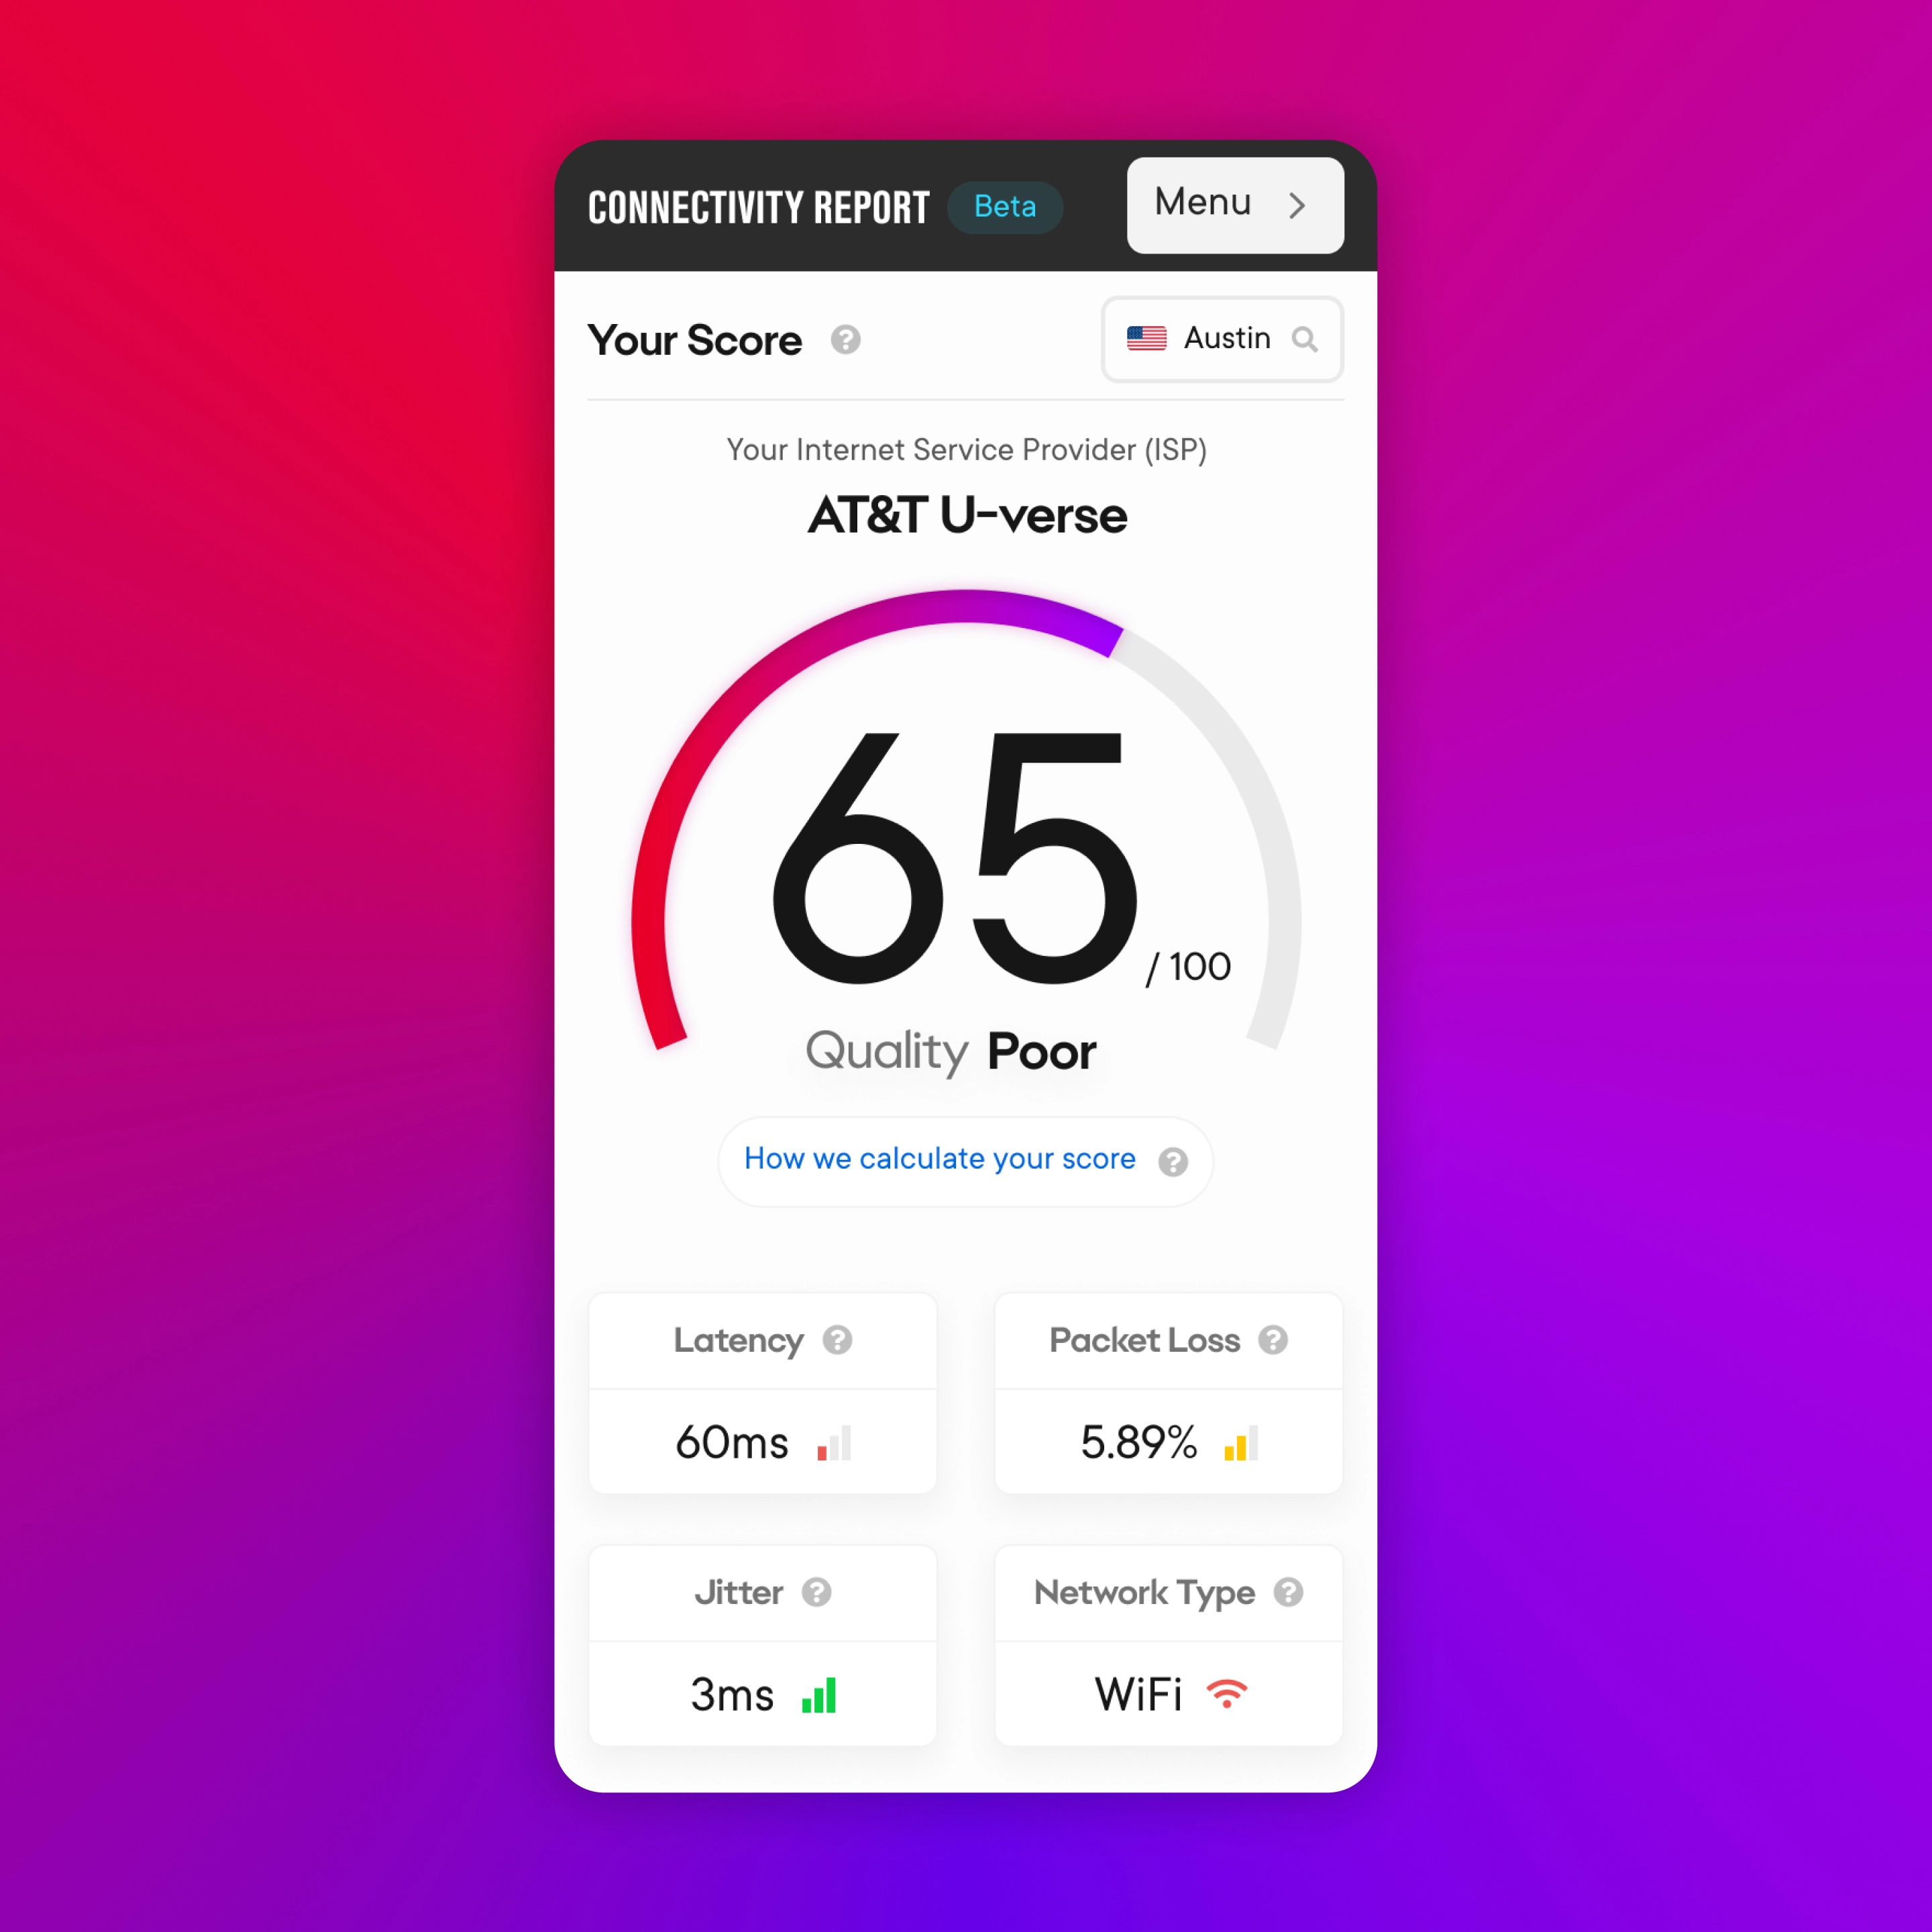 CONNECTIVITY REPORT Beta Menu
Your Score Austin
Your Internet Service Provider (ISP)
AT&T U-verse
65 / 100
Quality Poor
How we calculate your score ?
Latency ? Packet Loss ?
60ms 5.89%
Jitter ? Network Type ?
3ms WiFi